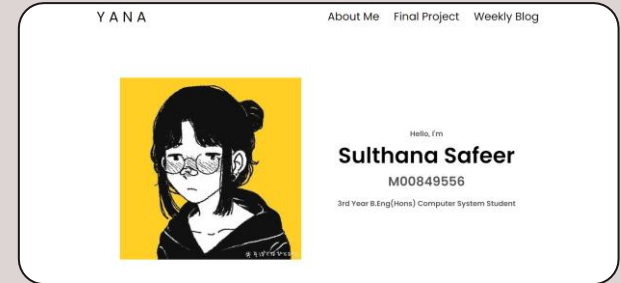 YANA
About Me Final Project Weekly Blog
Hello, I'm
Sulthana Safeer
M00849556
3rd Year B.Eng(Hons) Computer System Student